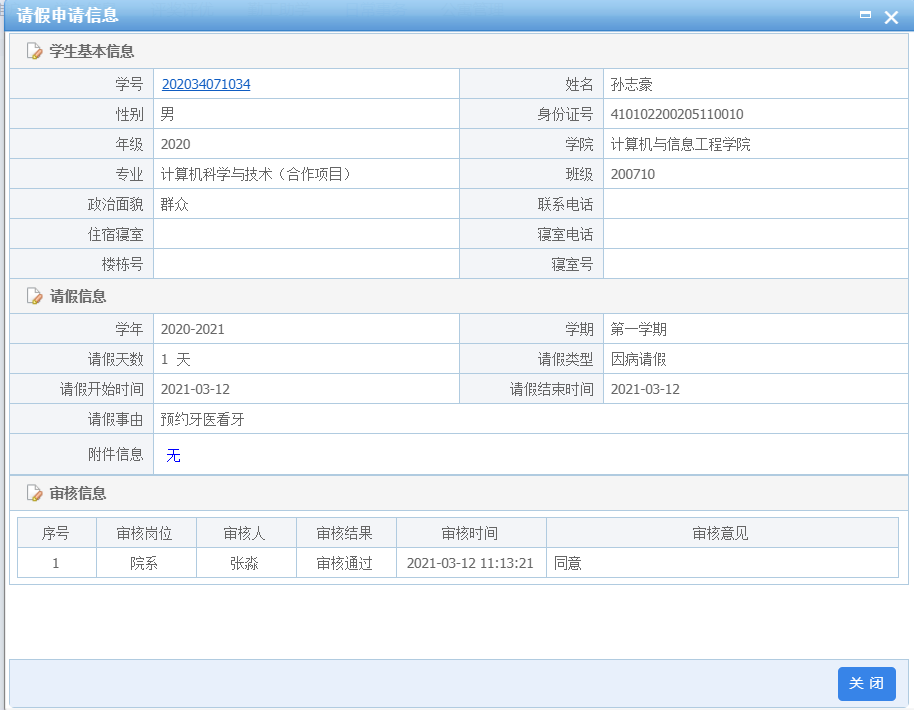 请假申请信息
学生基本信息
学号 202034071034 姓名 孙志豪
性别 男 身份证号 410102200205110010
年级 2020 学院 计算机与信息工程学院
专业 计算机科学与技术（合作项目） 班级 200710
政治面貌 群众 联系电话
住宿寝室 寝室电话
楼栋号 寝室号
请假信息
学年 2020-2021 学期 第一学期
请假天数 1 天 请假类型 因病请假
请假开始时间 2021-03-12 请假结束时间 2021-03-12
请假事由 预约牙医看牙
附件信息 无
审核信息
序号 审核岗位 审核人 审核结果 审核时间 审核意见
1 院系 张淼 审核通过 2021-03-12 11:13:21 同意
关 闭